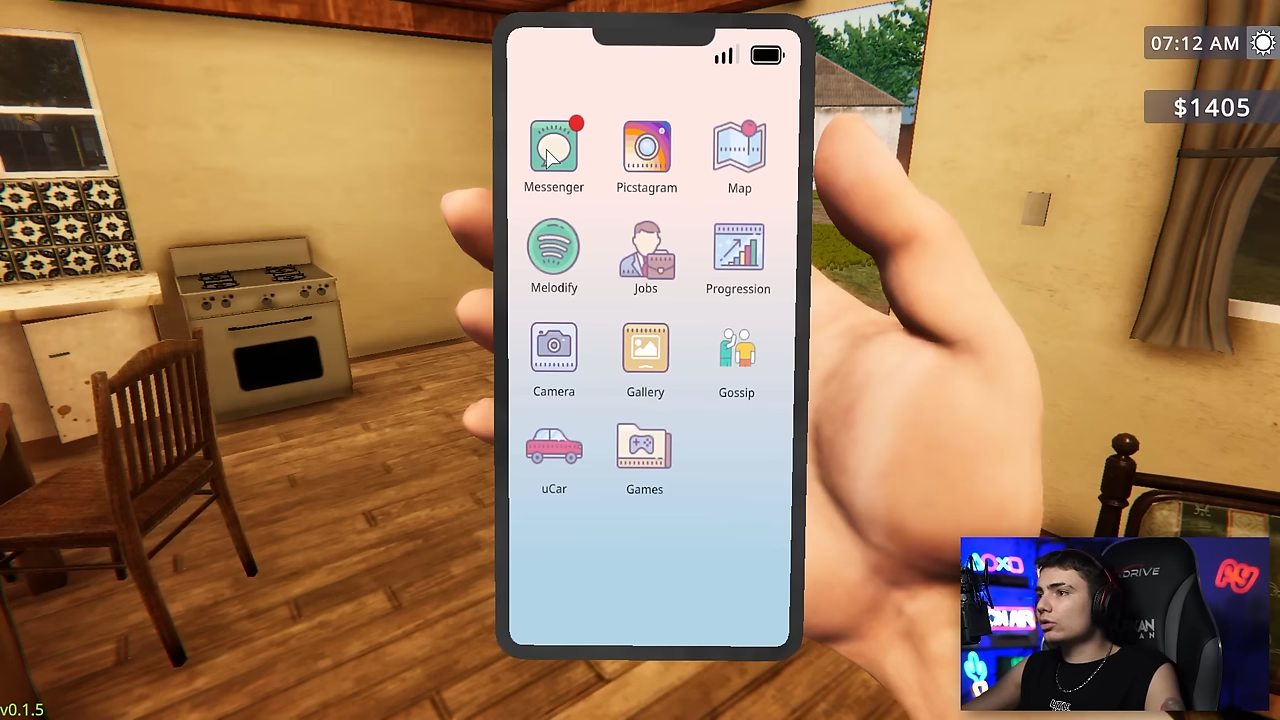 07:12 AM
$1405
Messenger
Picstagram
Map
Melodify
Jobs
Progression
Camera
Gallery
Gossip
uCar
Games
DRIVE
v0.1.5